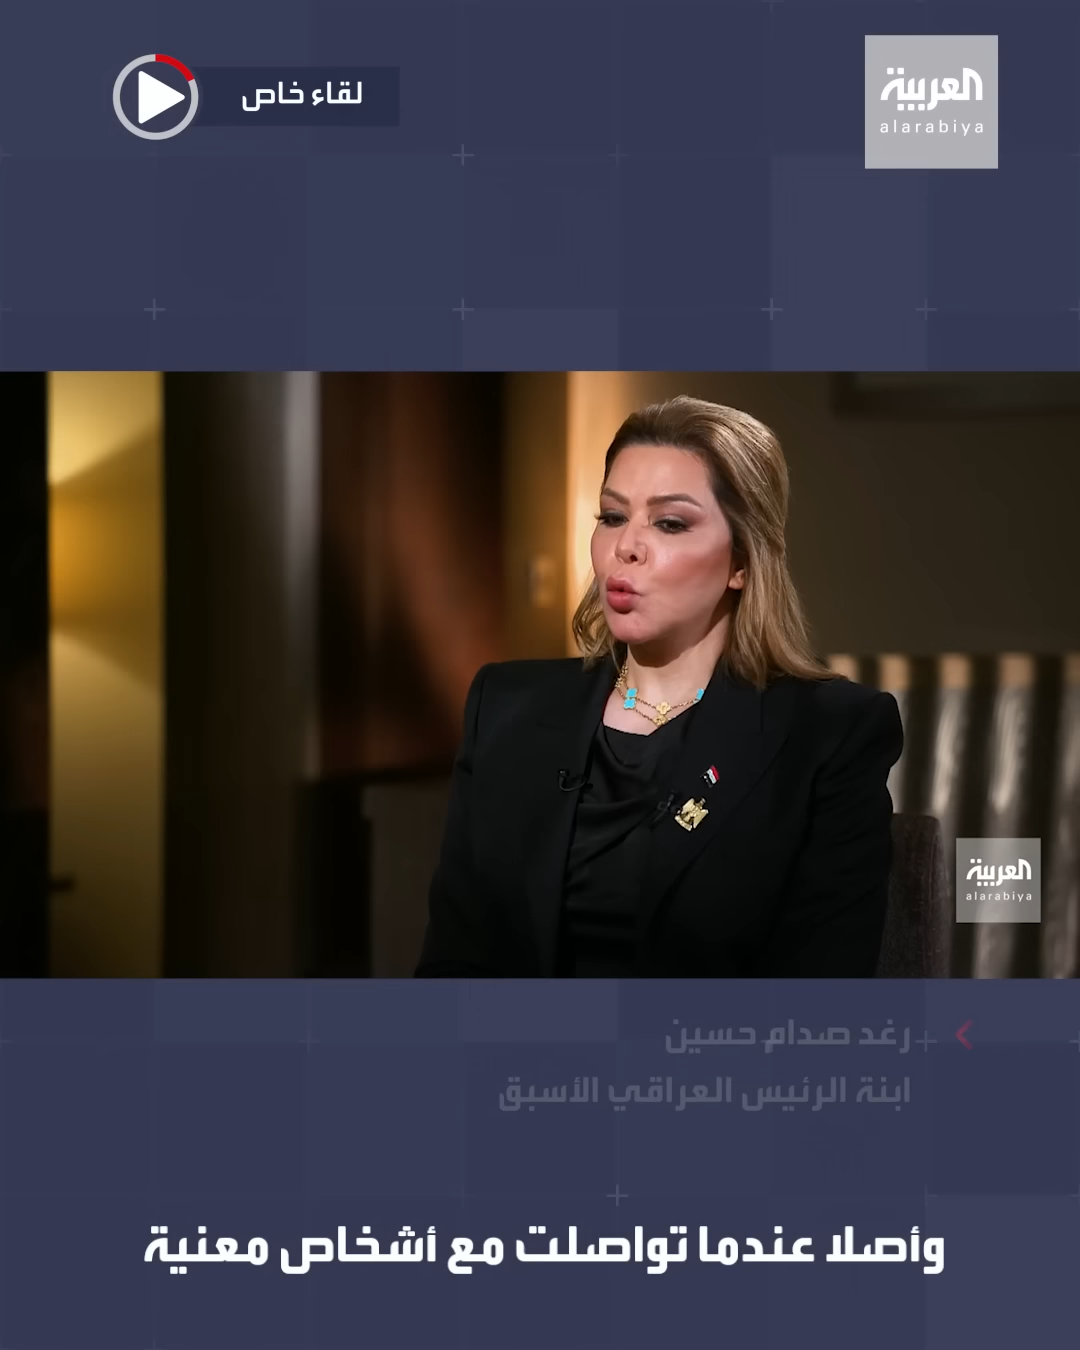 لقاء خاص
العربية
alarabiya
العربية
alarabiya
رغد صدام حسين
ابنة الرئيس العراقي الأسبق
وأصلا عندما تواصلت مع أشخاص معنية